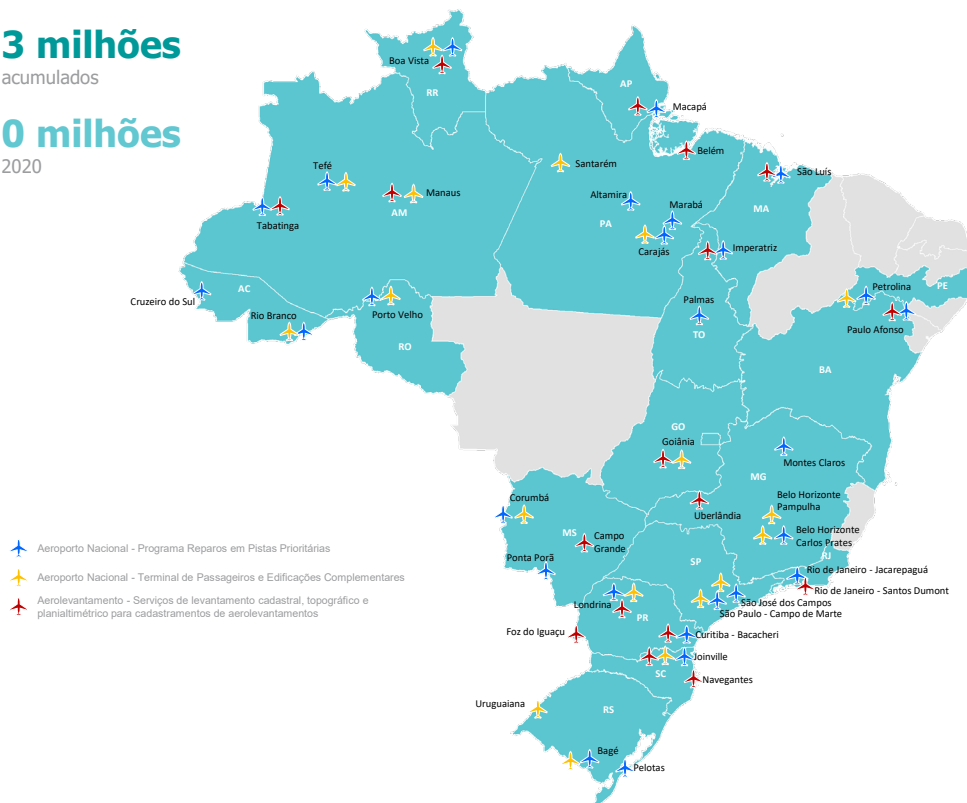 3 milhões
acumulados
0 milhões
2020
Boa Vista
RR
AP
Macapá
Belém
Santarém
São Luis
Tefé
Manaus
AM
Altamira
Marabá
MA
PA
Tabatinga
Carajás
Imperatriz
AC
Cruzeiro do Sul
Petrolina
PE
Palmas
Rio Branco
Porto Velho
TO
Paulo Afonso
RO
BA
GO
Goiânia
Montes Claros
MG
Corumbá
Belo Horizonte
Pampulha
Uberlândia
MS
Campo
Grande
Belo Horizonte
Carlos Prates
RJ
Ponta Porã
SP
Rio de Janeiro - Jacarepaguá
Rio de Janeiro - Santos Dumont
Londrina
São José dos Campos
São Paulo - Campo de Marte
PR
Foz do Iguaçu
Curitiba - Bacacheri
Joinville
SC
Navegantes
Uruguaiana
RS
Bagé
Pelotas
Aeroporto Nacional - Programa Reparos em Pistas Prioritárias
Aeroporto Nacional - Terminal de Passageiros e Edificações Complementares
Aerolevantamento - Serviços de levantamento cadastral, topográfico e
planialtimétrico para cadastramentos de aerolevantamentos